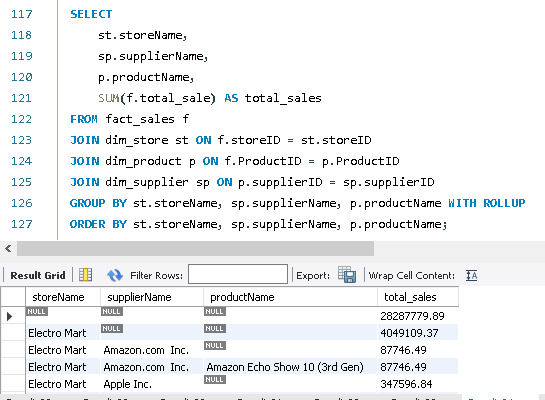 117 SELECT
118 st.storeName,
119 sp.supplierName,
120 p.productName,
121 SUM(f.total_sale) AS total_sales
122 FROM fact_sales f
123 JOIN dim_store st ON f.storeID = st.storeID
124 JOIN dim_product p ON f.ProductID = p.ProductID
125 JOIN dim_supplier sp ON p.supplierID = sp.supplierID
126 GROUP BY st.storeName, sp.supplierName, p.productName WITH ROLLUP
127 ORDER BY st.storeName, sp.supplierName, p.productName;
Result Grid Filter Rows: Export: Wrap Cell Content: IA
storeName supplierName productName total_sales
NULL NULL NULL 28287779.89
Electro Mart NULL NULL 4049109.37
Electro Mart Amazon.com Inc. NULL 87746.49
Electro Mart Amazon.com Inc. Amazon Echo Show 10 (3rd Gen) 87746.49
Electro Mart Apple Inc. NULL 347596.84